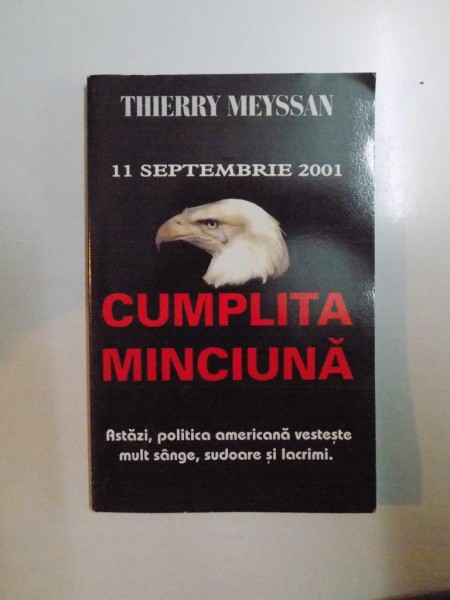 THIERRY MEYSSAN
11 SEPTEMBRIE 2001
CUMPLITA
MINCIUNĂ
Astăzi, politica americană vestește
mult sânge, sudoare și lacrimi.